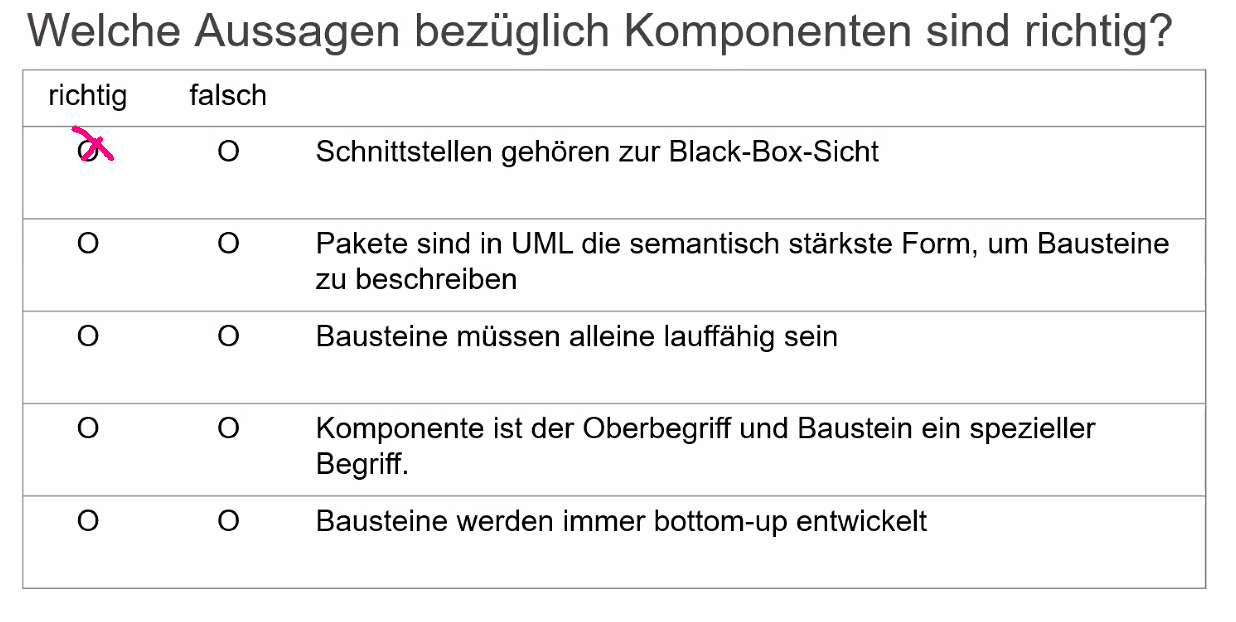 Welche Aussagen bezüglich Komponenten sind richtig?
richtig falsch
O O Schnittstellen gehören zur Black-Box-Sicht
O O Pakete sind in UML die semantisch stärkste Form, um Bausteine
zu beschreiben
O O Bausteine müssen alleine lauffähig sein
O O Komponente ist der Oberbegriff und Baustein ein spezieller
Begriff.
O O Bausteine werden immer bottom-up entwickelt